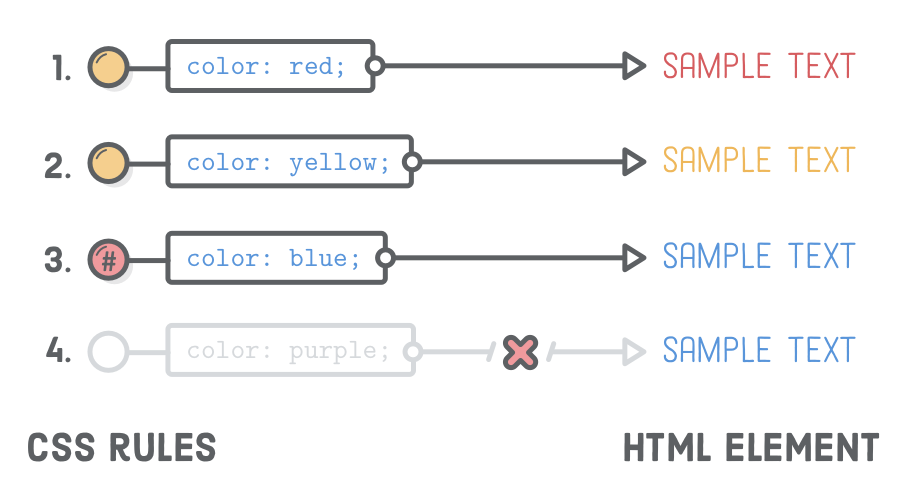 1. color: red; SAMPLE TEXT
2. color: yellow; SAMPLE TEXT
3. # color: blue; SAMPLE TEXT
4. color: purple; SAMPLE TEXT
CSS RULES HTML ELEMENT